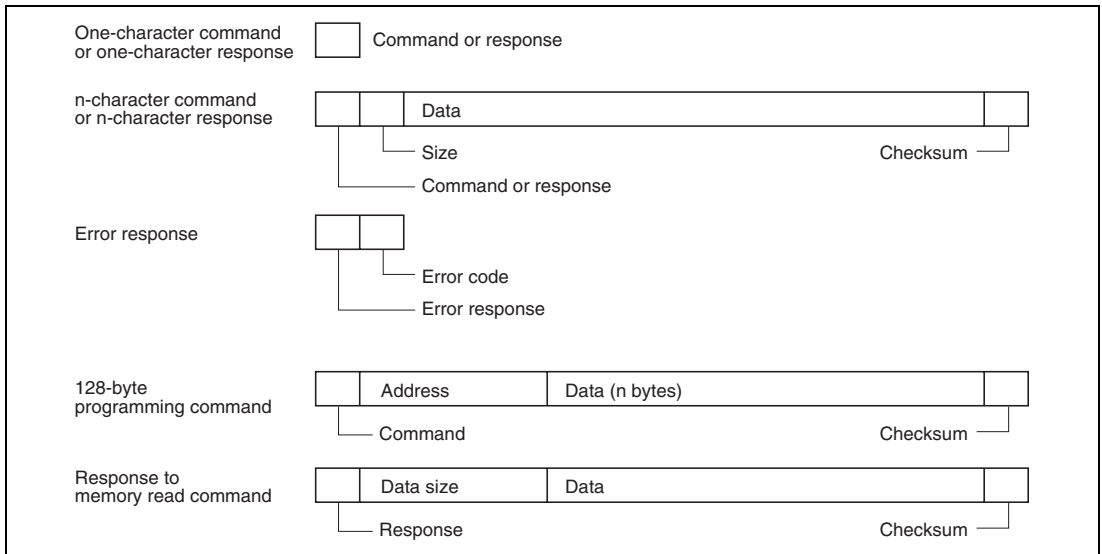 One-character command
or one-character response
Command or response
n-character command
or n-character response
Data
Size
Checksum
Command or response
Error response
Error code
Error response
128-byte
programming command
Address
Data (n bytes)
Command
Checksum
Response to
memory read command
Data size
Data
Response
Checksum